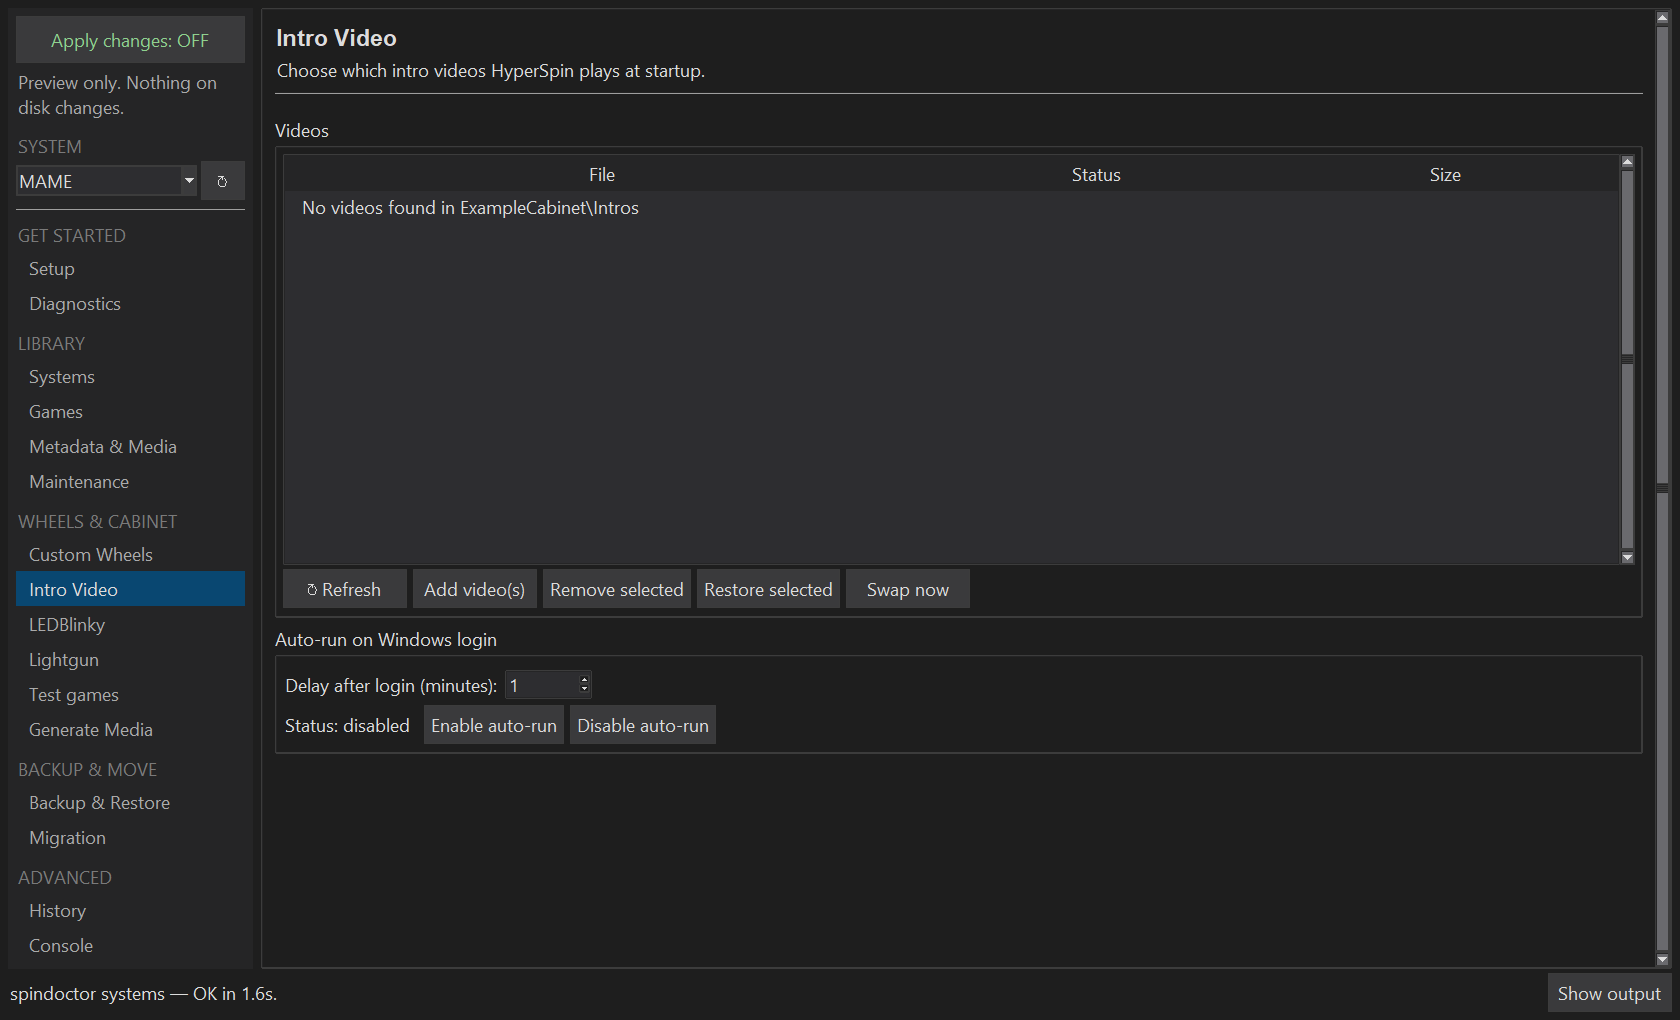 Apply changes: OFF
Preview only. Nothing on
disk changes.
SYSTEM
MAME
GET STARTED
Setup
Diagnostics
LIBRARY
Systems
Games
Metadata & Media
Maintenance
WHEELS & CABINET
Custom Wheels
Intro Video
LEDBlinky
Lightgun
Test games
Generate Media
BACKUP & MOVE
Backup & Restore
Migration
ADVANCED
History
Console
Intro Video
Choose which intro videos HyperSpin plays at startup.
Videos
File Status Size
No videos found in ExampleCabinet\Intros
↻ Refresh Add video(s) Remove selected Restore selected Swap now
Auto-run on Windows login
Delay after login (minutes): 1
Status: disabled Enable auto-run Disable auto-run
spindoctor systems — OK in 1.6s.
Show output